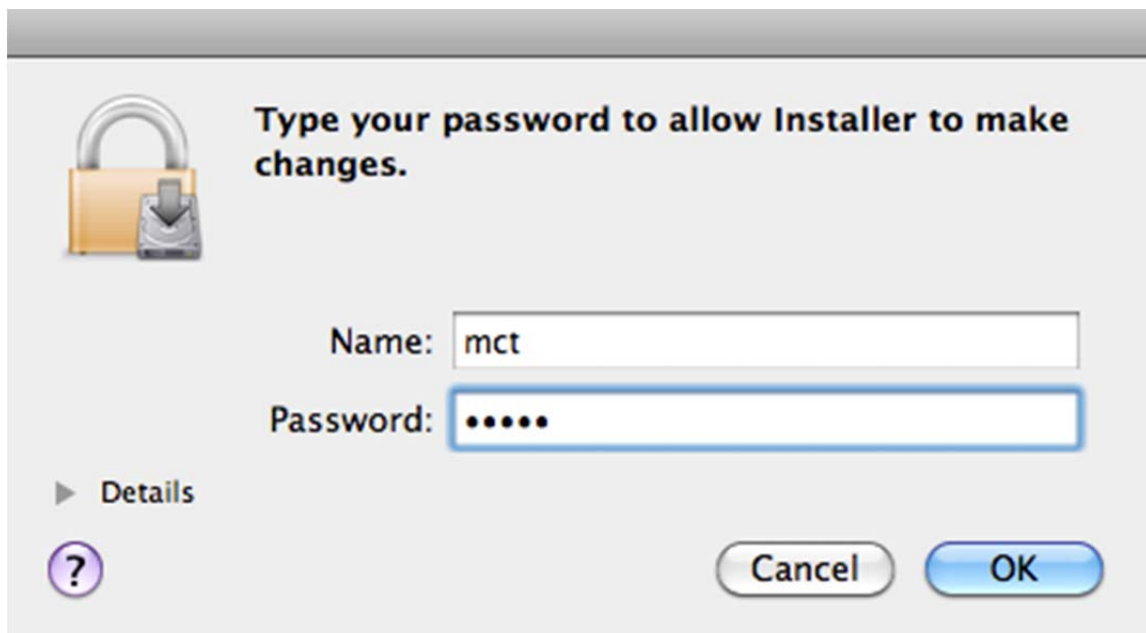 Type your password to allow Installer to make
changes.
Name: mct
Password: •••••
Details
?
Cancel
OK